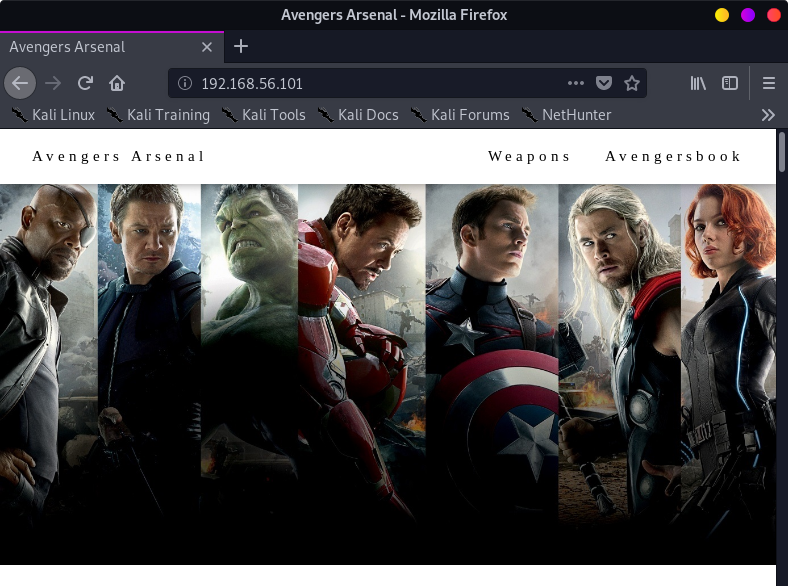 Avengers Arsenal - Mozilla Firefox
Avengers Arsenal
192.168.56.101
Kali Linux Kali Training Kali Tools Kali Docs Kali Forums NetHunter
Avengers Arsenal Weapons Avengersbook